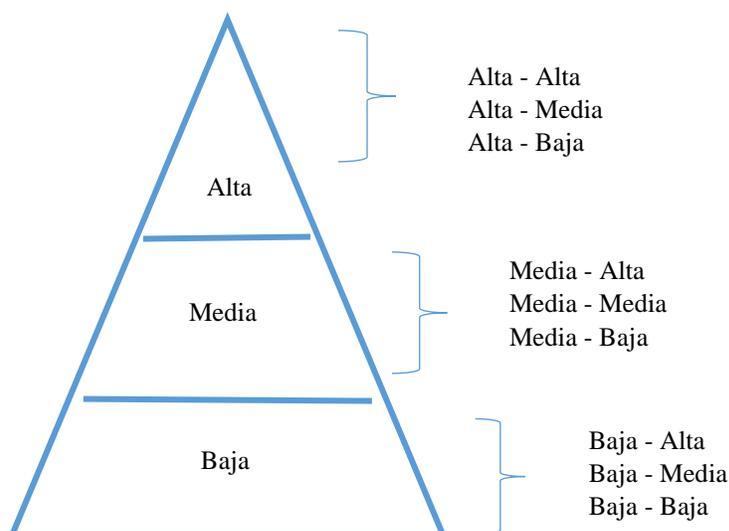 Alta - Alta
Alta - Media
Alta - Baja
Alta
Media - Alta
Media - Media
Media - Baja
Media
Baja - Alta
Baja - Media
Baja - Baja
Baja